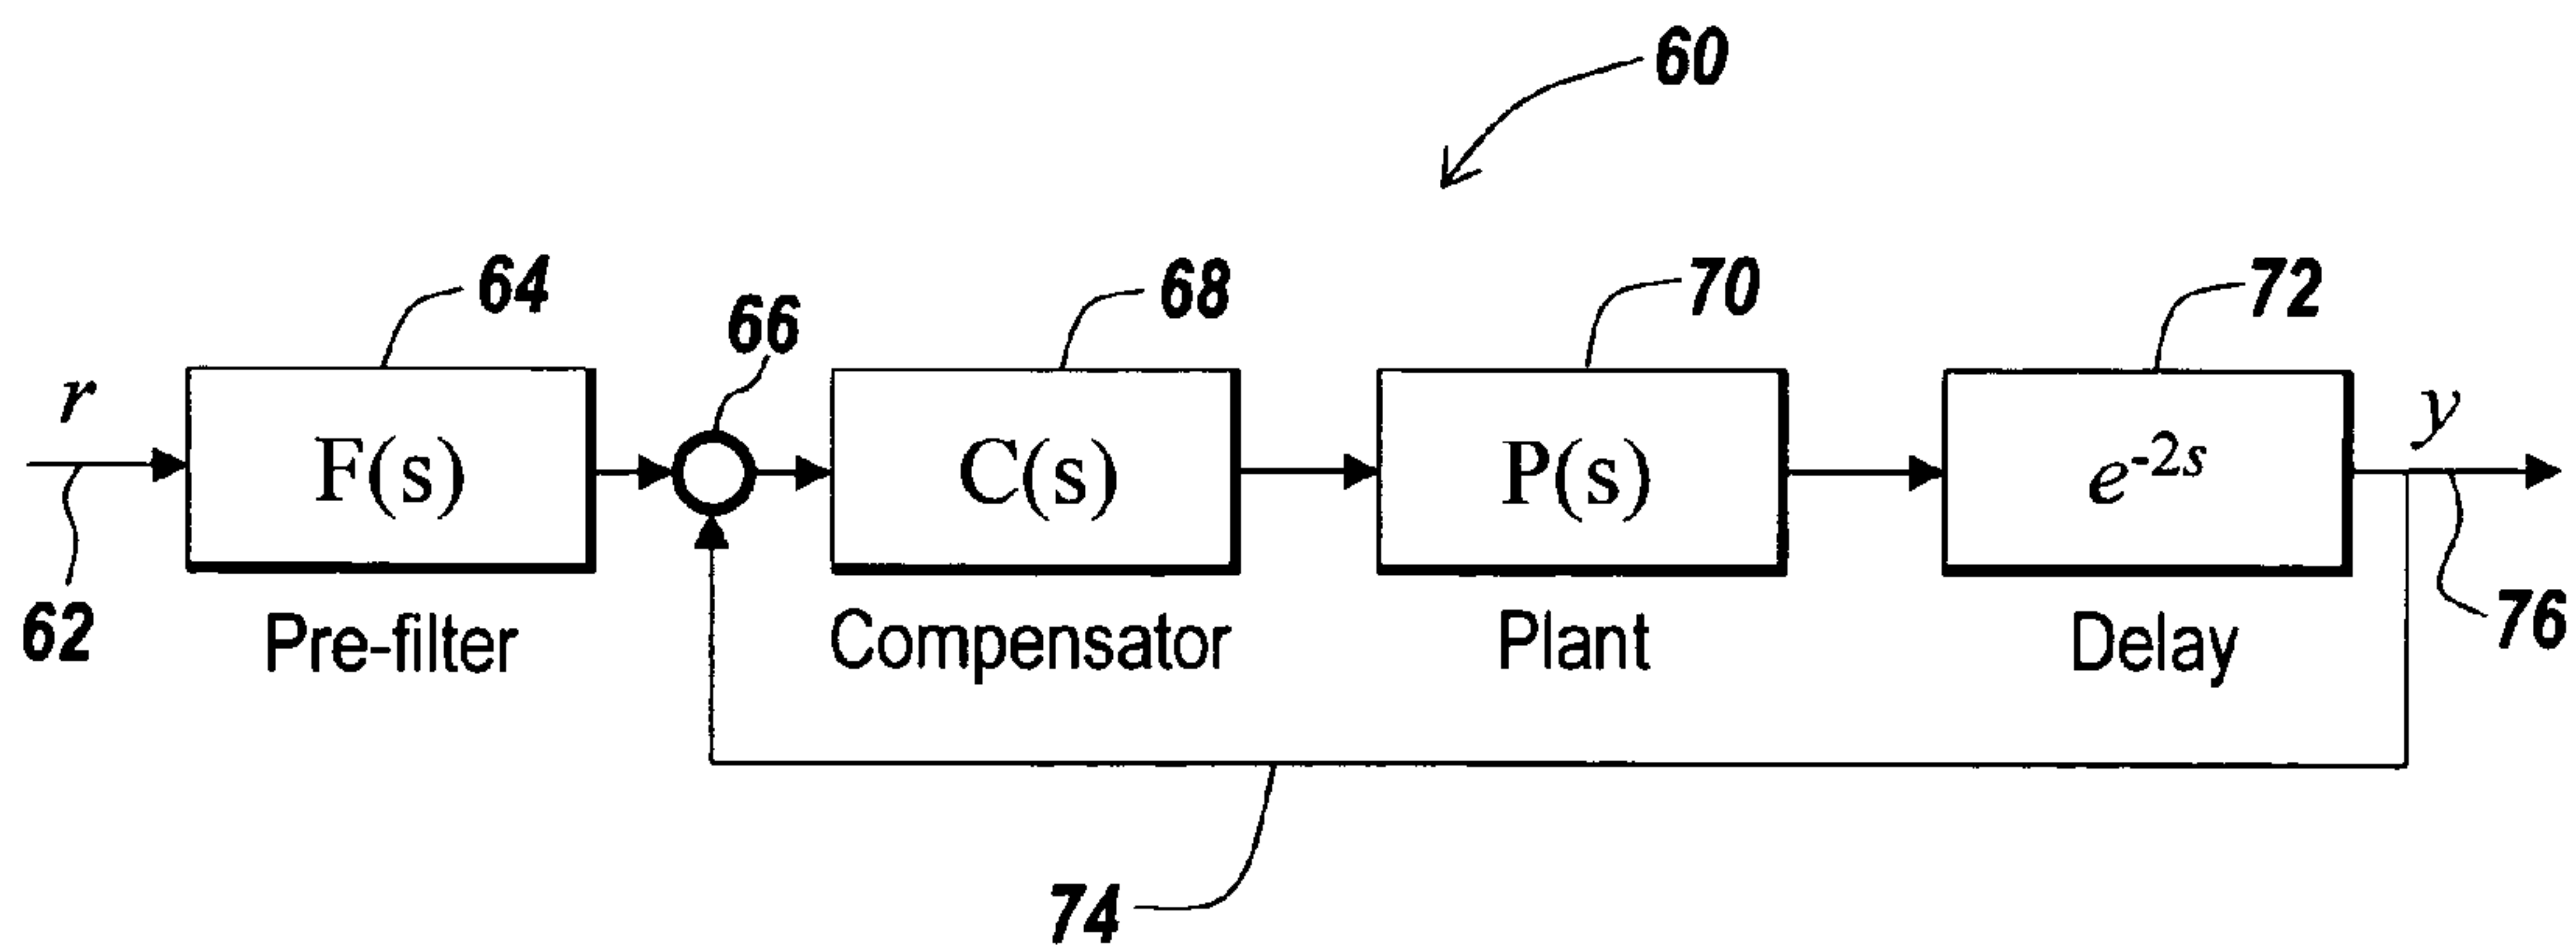 60
64
66
68
70
72
r
F(s)
C(s)
P(s)
e-2s
y
62
Pre-filter
Compensator
Plant
Delay
76
74